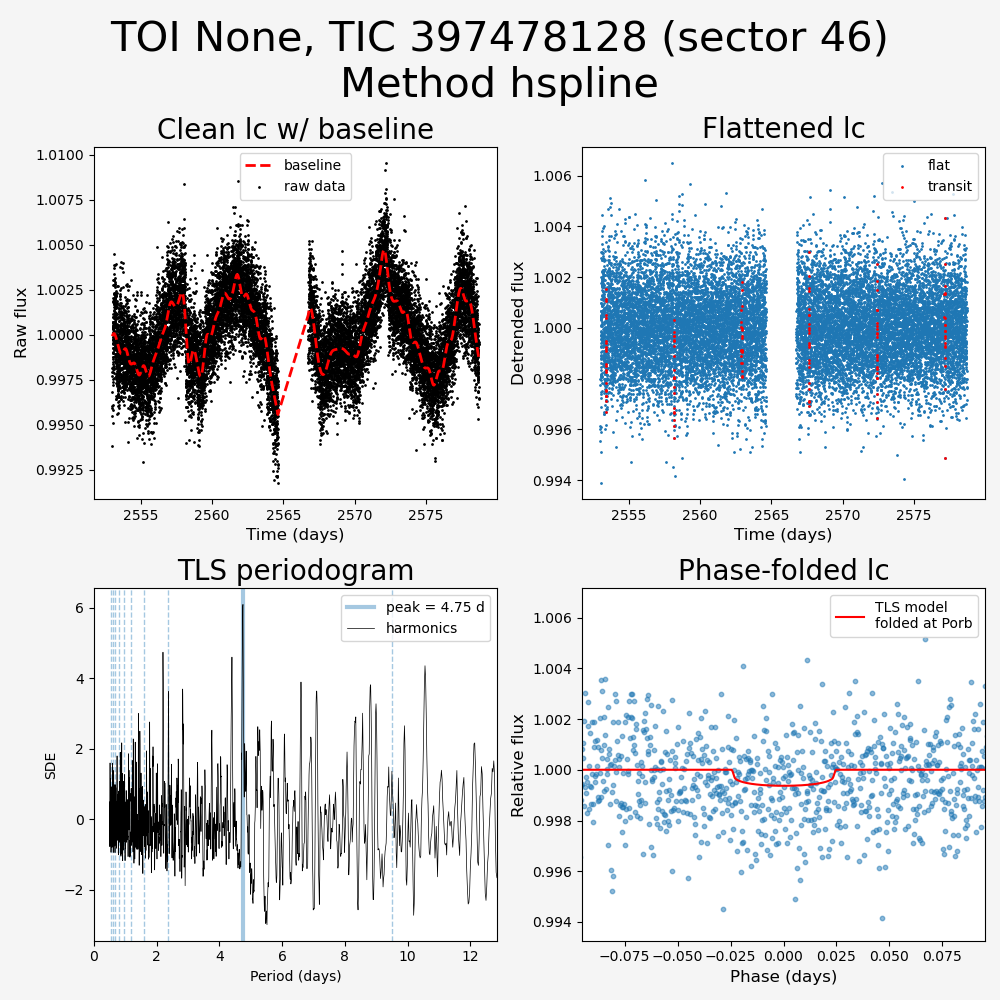 TOI None, TIC 397478128 (sector 46)
Method hspline
Clean lc w/ baseline
baseline
raw data
1.0100
1.0075
1.0050
1.0025
1.0000
0.9975
0.9950
0.9925
Raw flux
2555
2560
2565
2570
2575
Time (days)
Flattened lc
flat
transit
1.006
1.004
1.002
1.000
0.998
0.996
0.994
Detrended flux
2555
2560
2565
2570
2575
Time (days)
TLS periodogram
peak = 4.75 d
harmonics
6
4
2
0
−2
SDE
0
2
4
6
8
10
12
Period (days)
Phase-folded lc
TLS model
folded at Porb
1.006
1.004
1.002
1.000
0.998
0.996
0.994
Relative flux
−0.075
−0.050
−0.025
0.000
0.025
0.050
0.075
Phase (days)